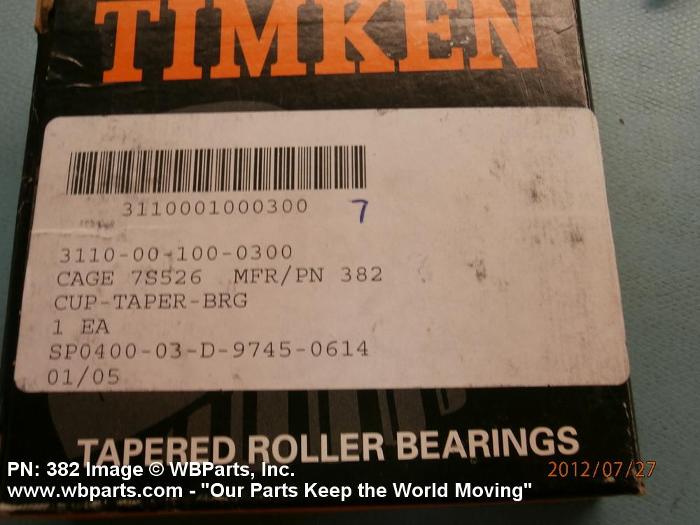 TIMKEN
3110001000300
7
3110-00-100-0300
CAGE 7S526 MFR/PN 382
CUP-TAPER-BRG
1 EA
SP0400-03-D-9745-0614
01/05
TAPERED ROLLER BEARINGS
PN: 382 Image © WBParts, Inc.
2012/07/27
www.wbparts.com - "Our Parts Keep the World Moving"